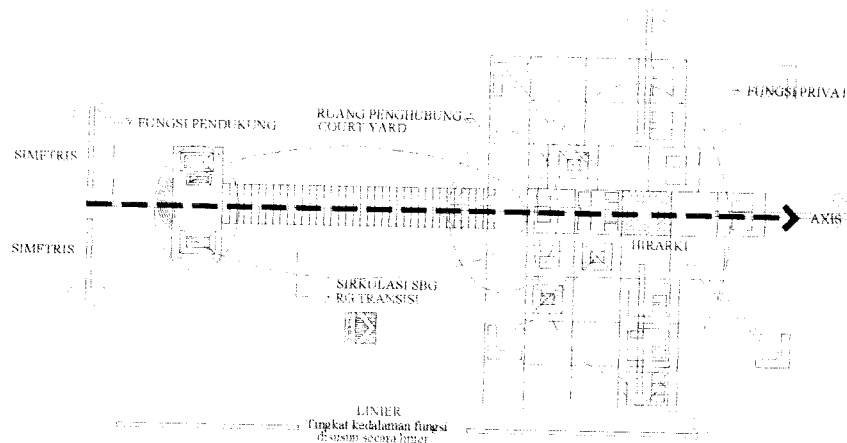 FUNGSI PRIVAT
FUNGSI PENDUKUNG
RUANG PENGHUBUNG
COURT YARD
SIMETRIS
AXIS
SIMETRIS
HIRARKI
SIRKULASI SBG
RG TRANSISI
LINIER
Tingkat kedalaman fungsi
disusun secara linier